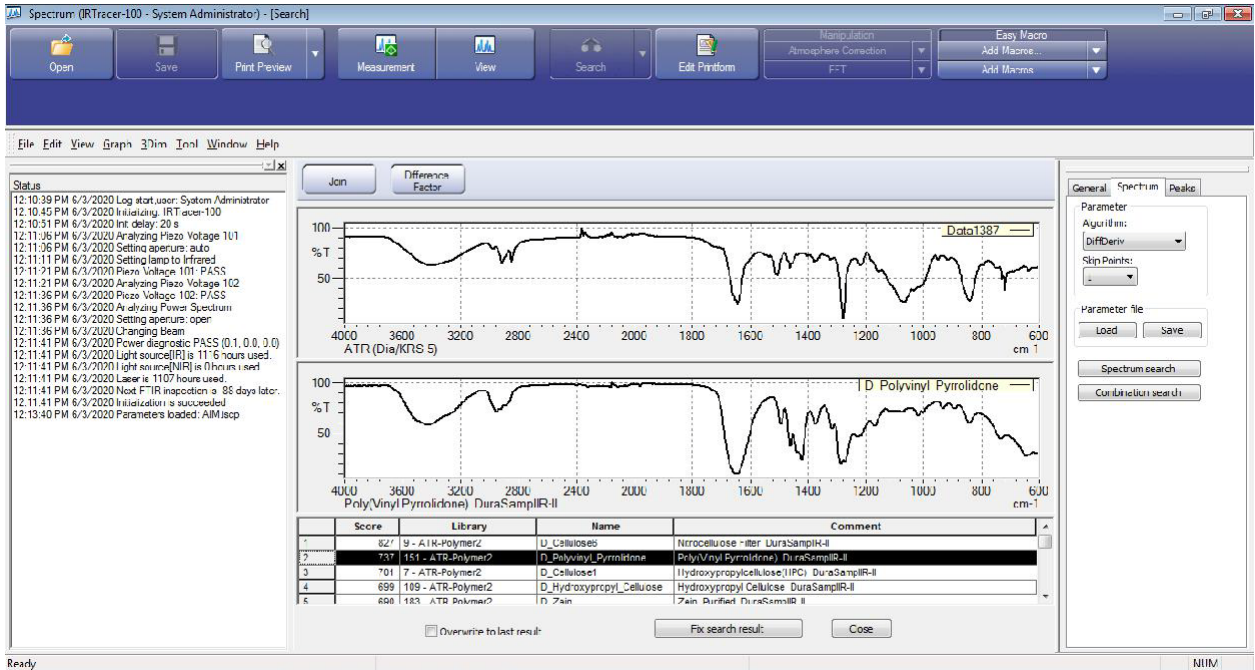 Spectrum (IRTracer-100 - System Administrator) - [Search]
Open
Save
Print Preview
Measurement
View
Search
Edit Printform
Manipulation
Atmosphere Correction
FFT
Easy Macro
Add Macros...
Add Macros
File Edit View Graph 3Dim Tool Window Help
Status
12:10:39 PM 6/3/2020 Log start,user: System Administrator
12:10:45 PM 6/3/2020 Initializing: IRTracer-100
12:10:51 PM 6/3/2020 Init delay: 20 s
12:11:06 PM 6/3/2020 Analyzing Piezo Voltage 101
12:11:06 PM 6/3/2020 Setting aperture: auto
12:11:11 PM 6/3/2020 Setting lamp to Infrared
12:11:21 PM 6/3/2020 Piezo Voltage 101: PASS
12:11:21 PM 6/3/2020 Analyzing Piezo Voltage 102
12:11:36 PM 6/3/2020 Piezo Voltage 102: PASS
12:11:36 PM 6/3/2020 Analyzing Power Spectrum
12:11:36 PM 6/3/2020 Setting aperture: open
12:11:36 PM 6/3/2020 Changing Beam
12:11:41 PM 6/3/2020 Power diagnostic PASS (0.1, 0.0, 0.0)
12:11:41 PM 6/3/2020 Light source[IR] is 1116 hours used.
12:11:41 PM 6/3/2020 Light source[NIR] is 0 hours used
12:11:41 PM 6/3/2020 Laser is 1107 hours used.
12:11:41 PM 6/3/2020 Next FTIR inspection is 88 days later.
12:11:41 PM 6/3/2020 Initialization is succeeded
12:13:40 PM 6/3/2020 Parameters loaded: AIM.iscp
Join
Difference Factor
100
%T
50
Data1387
4000 3600 3200 2800 2400 2000 1800 1600 1400 1200 1000 800 600
ATR (Dia/KRS 5) cm 1
100
%T
50
D Polyvinyl Pyrrolidone
4000 3600 3200 2800 2400 2000 1800 1600 1400 1200 1000 800 600
Poly(Vinyl Pyrrolidone) DuraSamplIR-II cm-1
Score Library Name Comment
1 827 9 - ATR-Polymer2 D_Cellulose6 Nitrocellulose Filter DuraSamplIR-II
2 737 151 - ATR-Polymer2 D_Polyvinyl_Pyrrolidone Poly(Vinyl Pyrrolidone) DuraSamplIR-II
3 701 7 - ATR-Polymer2 D_Cellulose1 Hydroxypropylcellulose(HPC) DuraSamplIR-II
4 699 109 - ATR-Polymer2 D_Hydroxypropyl_Cellulose Hydroxypropyl Cellulose DuraSamplIR-II
5 690 183 - ATR-Polymer2 D_Zein Zein Purified DuraSamplIR II
Overwrite to last result
Fix search result
Close
General Spectrum Peaks
Parameter
Algorithm:
DiffDeriv
Skip Points:
Parameter file
Load
Save
Spectrum search
Combination search
Ready
NUM